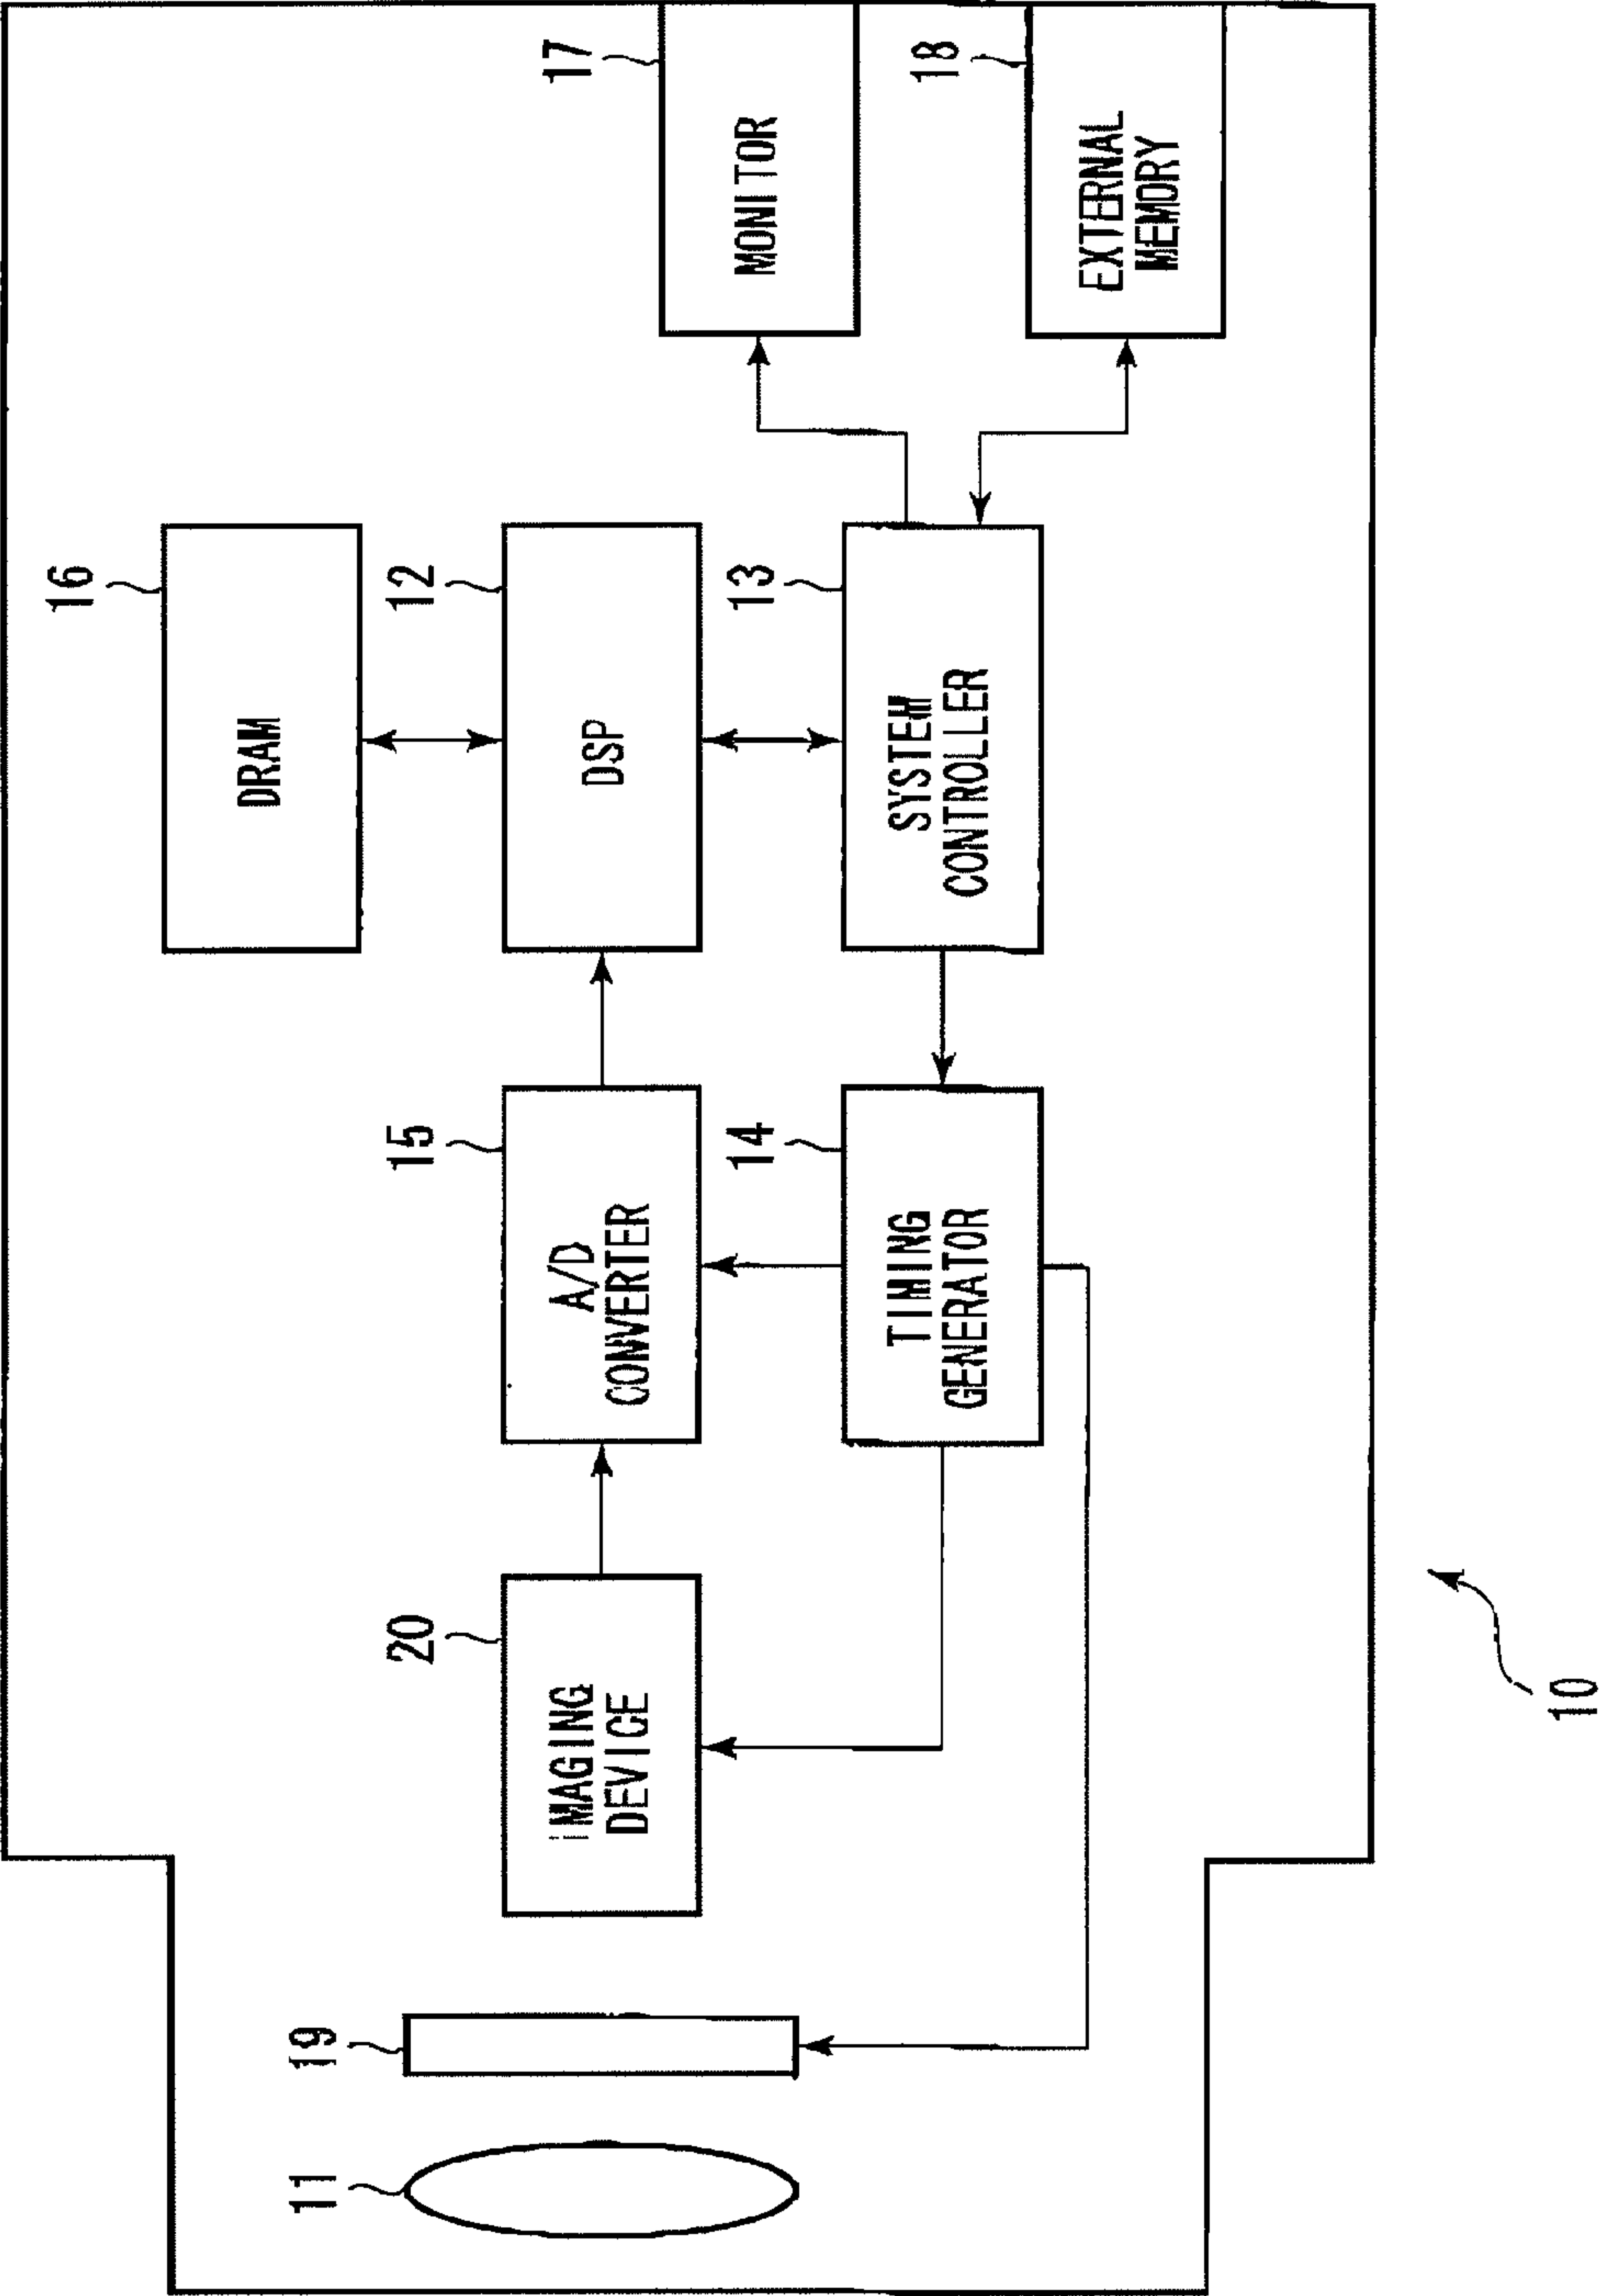 16
DRAM
20
IMAGING
DEVICE
15
A/D
CONVERTER
12
DSP
17
MONITOR
19
11
14
TIMING
GENERATOR
13
SYSTEM
CONTROLLER
18
EXTERNAL
MEMORY
10